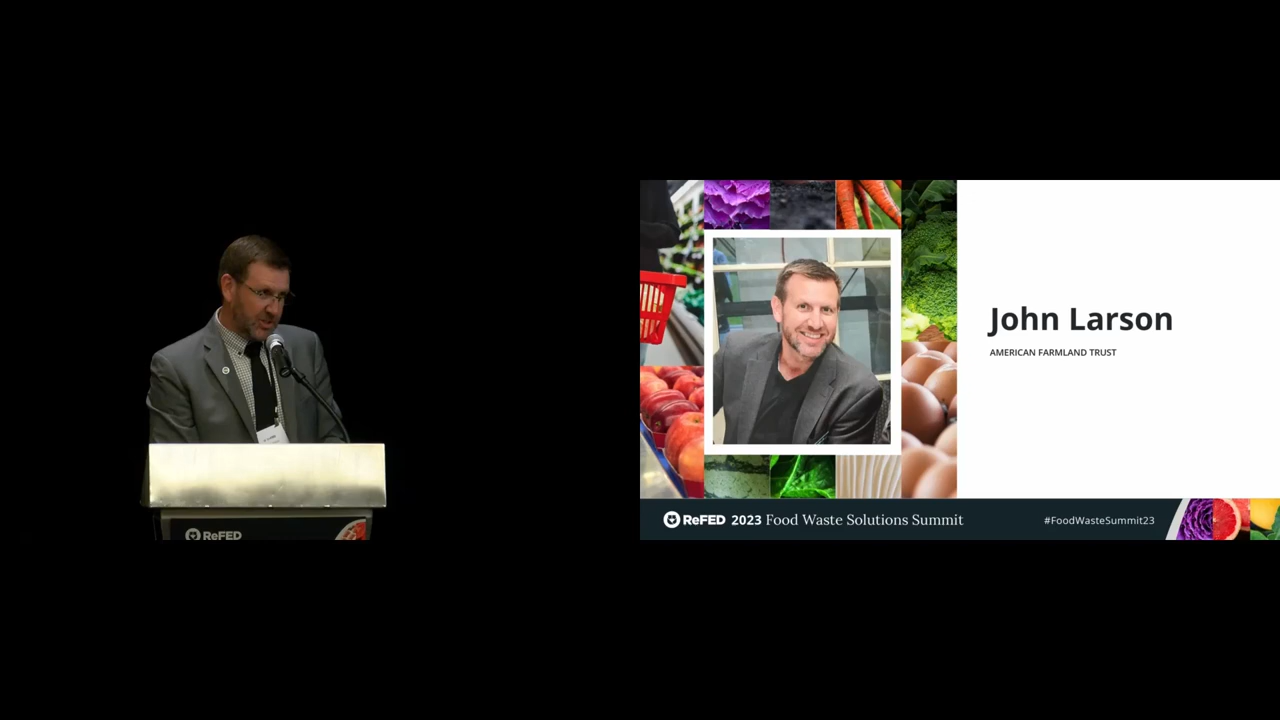 ReFED
John Larson
AMERICAN FARMLAND TRUST
ReFED 2023 Food Waste Solutions Summit
#FoodWasteSummit23